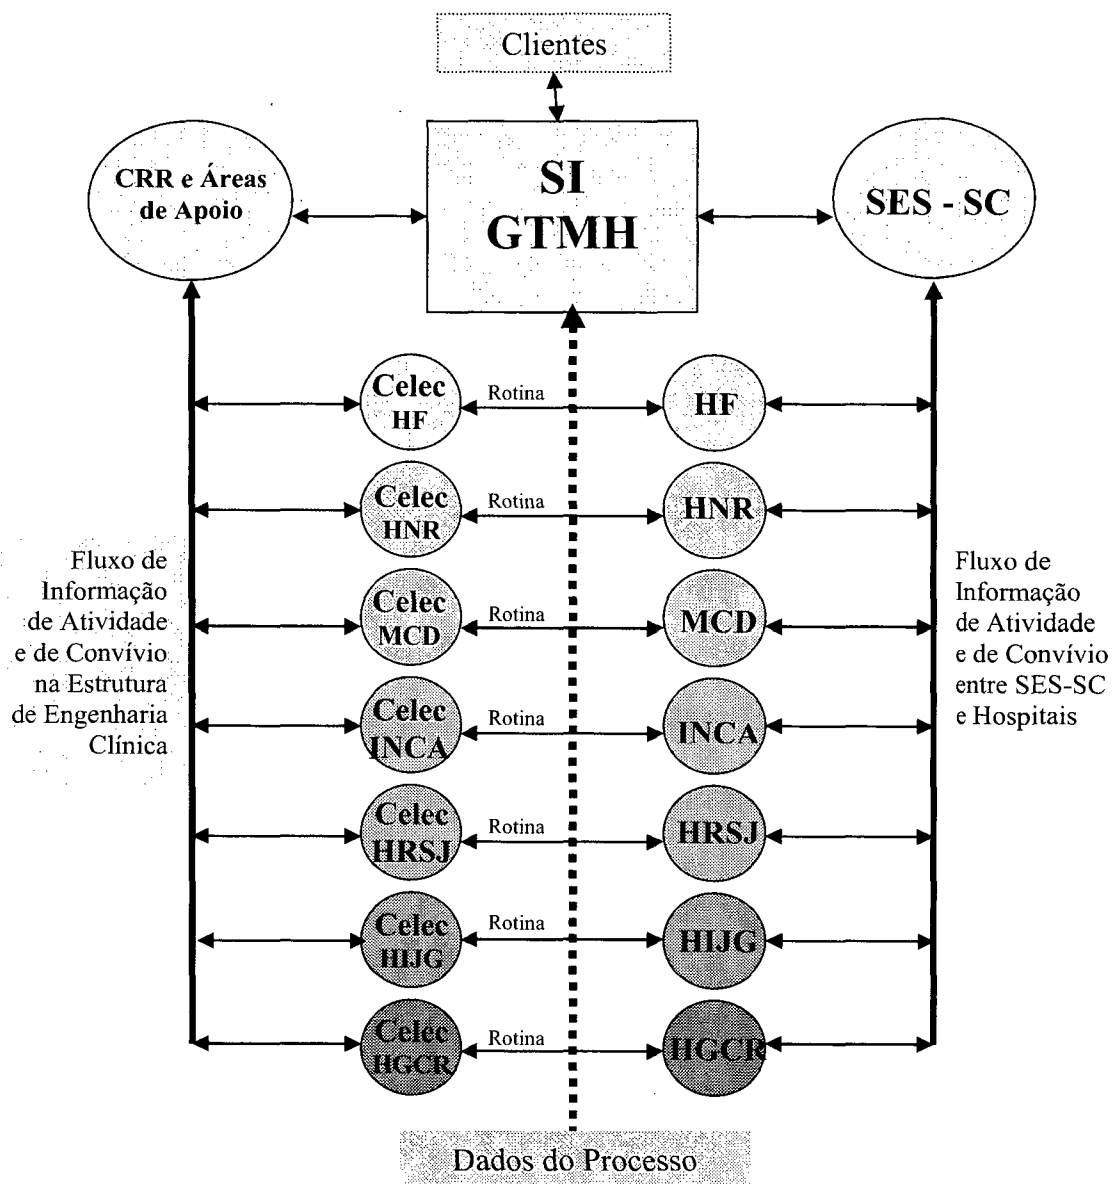 Clientes
CRR e Áreas
de Apoio
SI
GTMH
SES - SC
Celec
HF
Rotina
HF
Celec
HNR
Rotina
HNR
Celec
MCD
Rotina
MCD
Celec
INCA
Rotina
INCA
Celec
HRSJ
Rotina
HRSJ
Celec
HIJG
Rotina
HIJG
Celec
HGCR
Rotina
HGCR
Fluxo de
Informação
de Atividade
e de Convívio
na Estrutura
de Engenharia
Clínica
Fluxo de
Informação
de Atividade
e de Convívio
entre SES-SC
e Hospitais
Dados do Processo